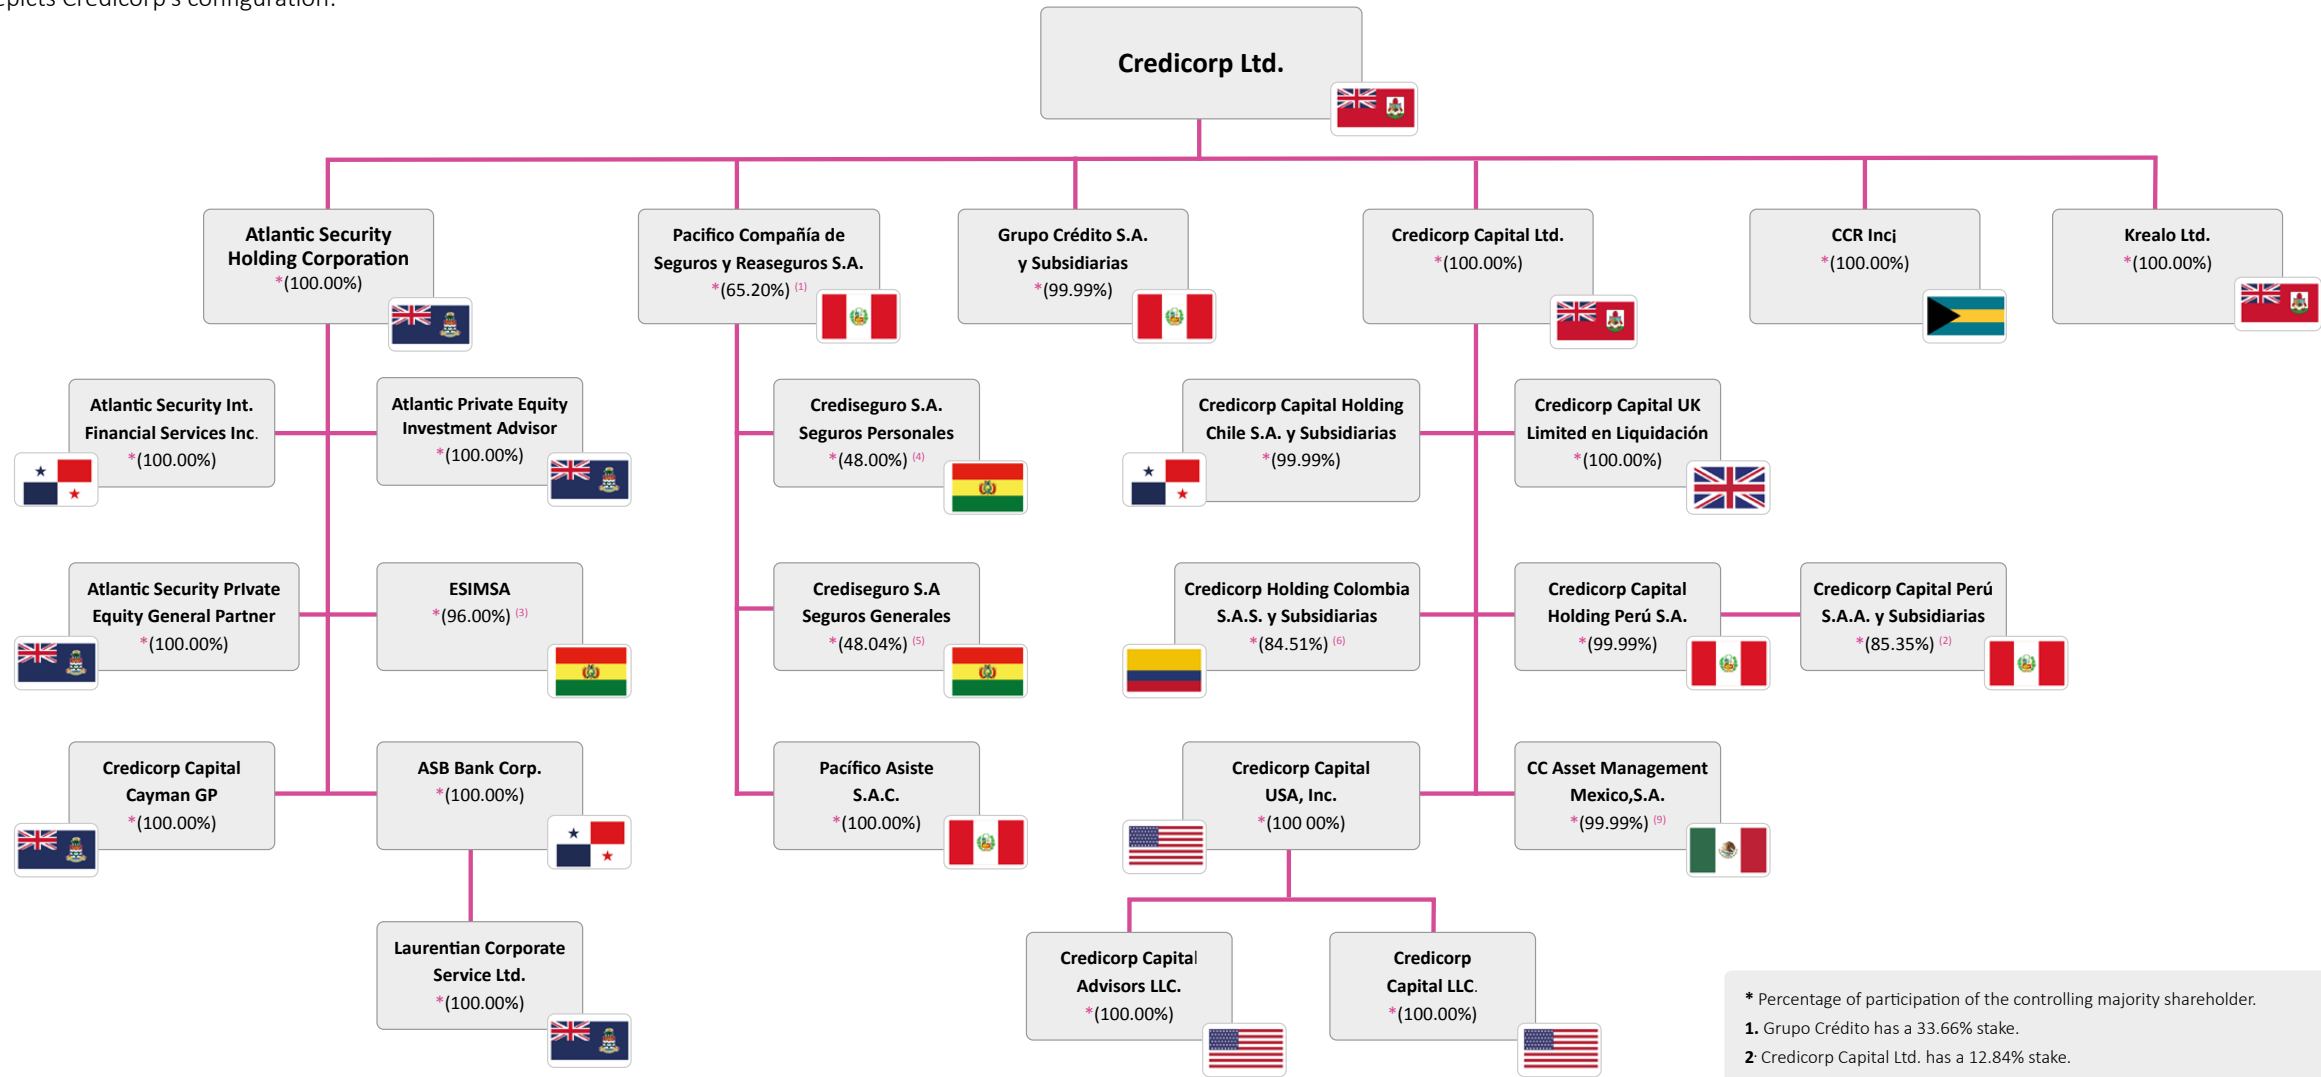 epicts Credicorp's configuration:
Credicorp Ltd.
Atlantic Security
Holding Corporation
*(100.00%)
Pacifico Compañía de
Seguros y Reaseguros S.A.
*(65.20%) (1)
Grupo Crédito S.A.
y Subsidiarias
*(99.99%)
Credicorp Capital Ltd.
*(100.00%)
CCR Inc¡
*(100.00%)
Krealo Ltd.
*(100.00%)
Atlantic Security Int.
Financial Services Inc.
*(100.00%)
Atlantic Private Equity
Investment Advisor
*(100.00%)
Crediseguro S.A.
Seguros Personales
*(48.00%) (4)
Credicorp Capital Holding
Chile S.A. y Subsidiarias
*(99.99%)
Credicorp Capital UK
Limited en Liquidación
*(100.00%)
Atlantic Security PrIvate
Equity General Partner
*(100.00%)
ESIMSA
*(96.00%) (3)
Crediseguro S.A
Seguros Generales
*(48.04%) (5)
Credicorp Holding Colombia
S.A.S. y Subsidiarias
*(84.51%) (6)
Credicorp Capital
Holding Perú S.A.
*(99.99%)
Credicorp Capital Perú
S.A.A. y Subsidiarias
*(85.35%) (2)
Credicorp Capital
Cayman GP
*(100.00%)
ASB Bank Corp.
*(100.00%)
Pacífico Asiste
S.A.C.
*(100.00%)
Credicorp Capital
USA, Inc.
*(100 00%)
CC Asset Management
Mexico,S.A.
*(99.99%) (9)
Laurentian Corporate
Service Ltd.
*(100.00%)
Credicorp Capital
Advisors LLC.
*(100.00%)
Credicorp
Capital LLC.
*(100.00%)
* Percentage of participation of the controlling majority shareholder.
1. Grupo Crédito has a 33.66% stake.
2. Credicorp Capital Ltd. has a 12.84% stake.